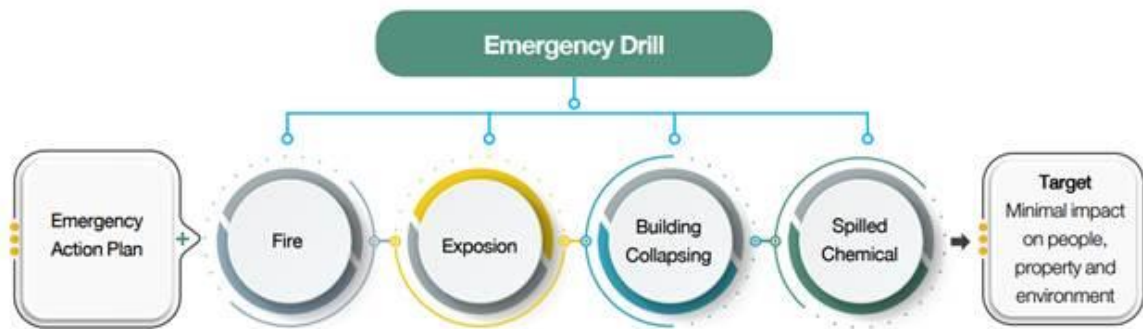 Emergency Drill
Emergency
Action Plan
+
Fire
Exposion
Building
Collapsing
Spilled
Chemical
Target
Minimal impact
on people,
property and
environment